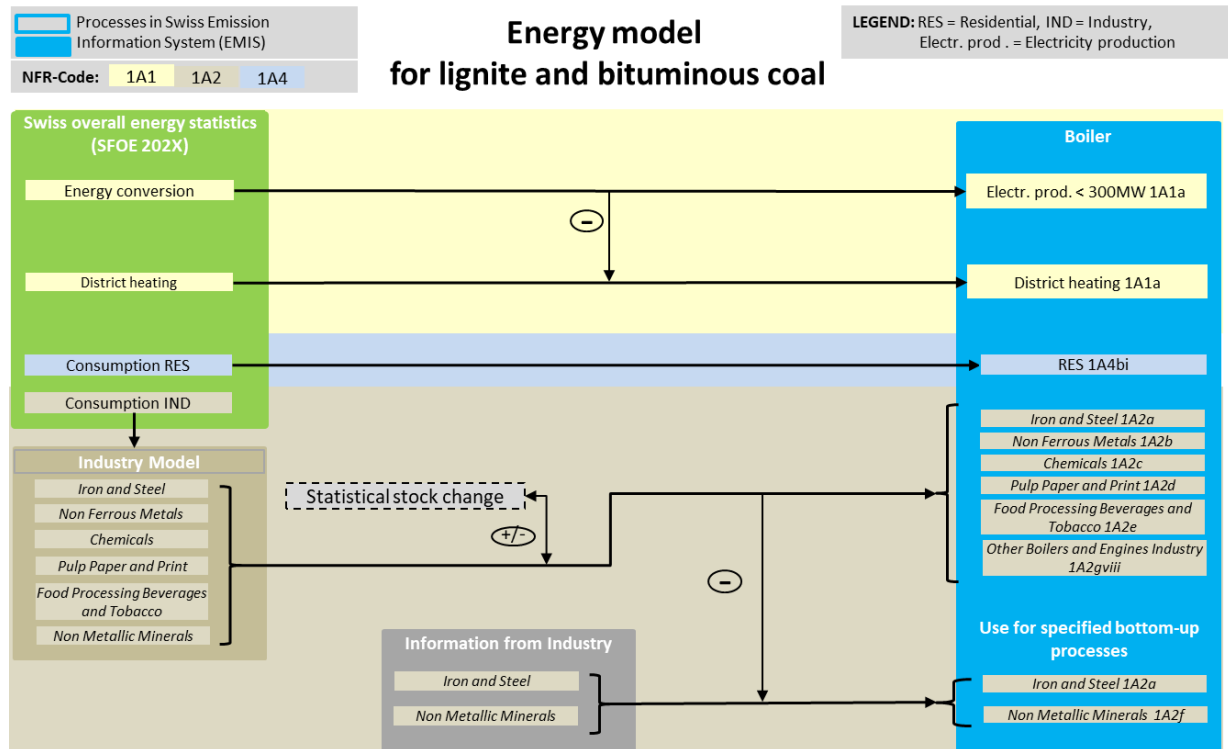 Processes in Swiss Emission
Information System (EMIS)
NFR-Code: 1A1 1A2 1A4
Energy model
for lignite and bituminous coal
LEGEND: RES = Residential, IND = Industry,
Electr. prod . = Electricity production
Swiss overall energy statistics
(SFOE 202X)
Energy conversion
District heating
Consumption RES
Consumption IND
Industry Model
Iron and Steel
Non Ferrous Metals
Chemicals
Pulp Paper and Print
Food Processing Beverages
and Tobacco
Non Metallic Minerals
–
Statistical stock change
+/-
–
Information from Industry
Iron and Steel
Non Metallic Minerals
Boiler
Electr. prod. < 300MW 1A1a
District heating 1A1a
RES 1A4bi
Iron and Steel 1A2a
Non Ferrous Metals 1A2b
Chemicals 1A2c
Pulp Paper and Print 1A2d
Food Processing Beverages and
Tobacco 1A2e
Other Boilers and Engines Industry
1A2gviii
Use for specified bottom-up
processes
Iron and Steel 1A2a
Non Metallic Minerals 1A2f